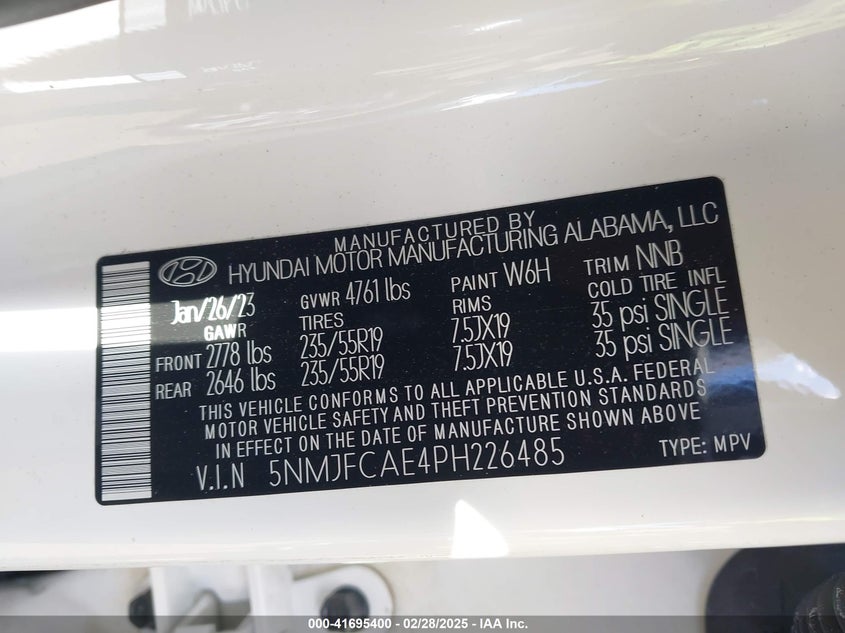 MANUFACTURED BY
HYUNDAI MOTOR MANUFACTURING ALABAMA, LLC
Jan/26/23 GVWR 4761 lbs PAINT W6H TRIM NNB
GAWR TIRES RIMS COLD TIRE INFL
FRONT 2778 lbs 235/55R19 7.5JX19 35 psi SINGLE
REAR 2646 lbs 235/55R19 7.5JX19 35 psi SINGLE
THIS VEHICLE CONFORMS TO ALL APPLICABLE U.S.A. FEDERAL
MOTOR VEHICLE SAFETY AND THEFT PREVENTION STANDARDS
IN EFFECT ON THE DATE OF MANUFACTURE SHOWN ABOVE
V.I.N 5NMJFCAE4PH226485 TYPE: MPV
000-41695400 - 02/28/2025 - IAA Inc.